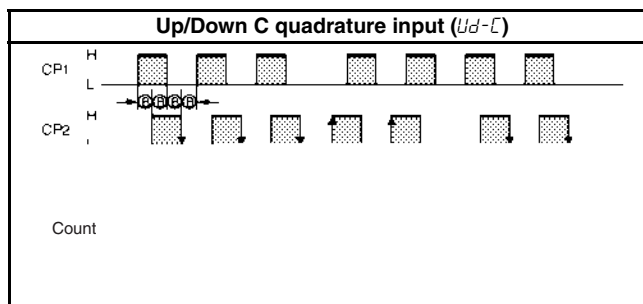 Up/Down C quadrature input (Ud-C)
H
CP1
L
H
CP2
Count